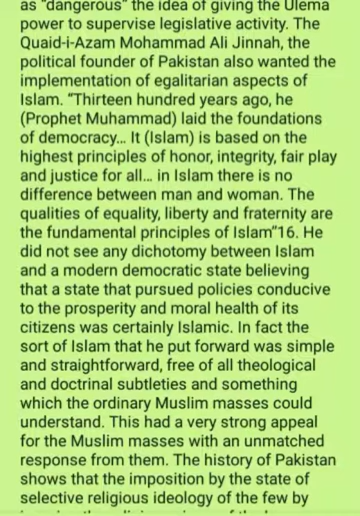 as "dangerous" the idea of giving the Ulema
power to supervise legislative activity. The
Quaid-i-Azam Mohammad Ali Jinnah, the
political founder of Pakistan also wanted the
implementation of egalitarian aspects of
Islam. “Thirteen hundred years ago, he
(Prophet Muhammad) laid the foundations
of democracy... It (Islam) is based on the
highest principles of honor, integrity, fair play
and justice for all... in Islam there is no
difference between man and woman. The
qualities of equality, liberty and fraternity are
the fundamental principles of Islam"16. He
did not see any dichotomy between Islam
and a modern democratic state believing
that a state that pursued policies conducive
to the prosperity and moral health of its
citizens was certainly Islamic. In fact the
sort of Islam that he put forward was simple
and straightforward, free of all theological
and doctrinal subtleties and something
which the ordinary Muslim masses could
understand. This had a very strong appeal
for the Muslim masses with an unmatched
response from them. The history of Pakistan
shows that the imposition by the state of
selective religious ideology of the few by